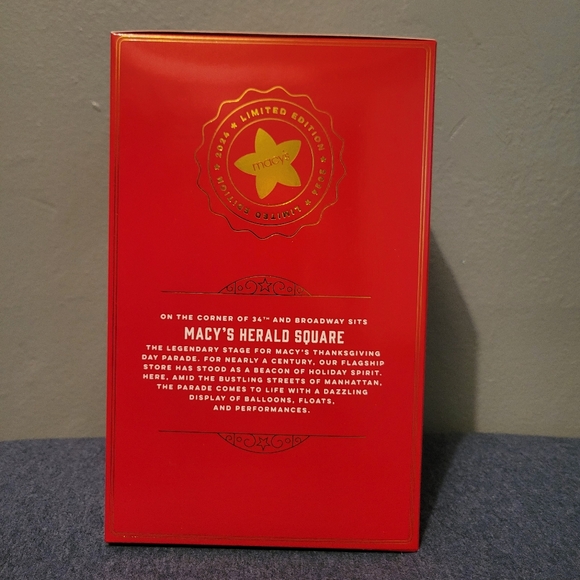 2024 ★ LIMITED EDITION ★
2024 ★ LIMITED EDITION ★
macy's
ON THE CORNER OF 34TH AND BROADWAY SITS
MACY'S HERALD SQUARE
THE LEGENDARY STAGE FOR MACY'S THANKSGIVING
DAY PARADE. FOR NEARLY A CENTURY, OUR FLAGSHIP
STORE HAS STOOD AS A BEACON OF HOLIDAY SPIRIT.
HERE, AMID THE BUSTLING STREETS OF MANHATTAN,
THE PARADE COMES TO LIFE WITH A DAZZLING
DISPLAY OF BALLOONS, FLOATS,
AND PERFORMANCES.